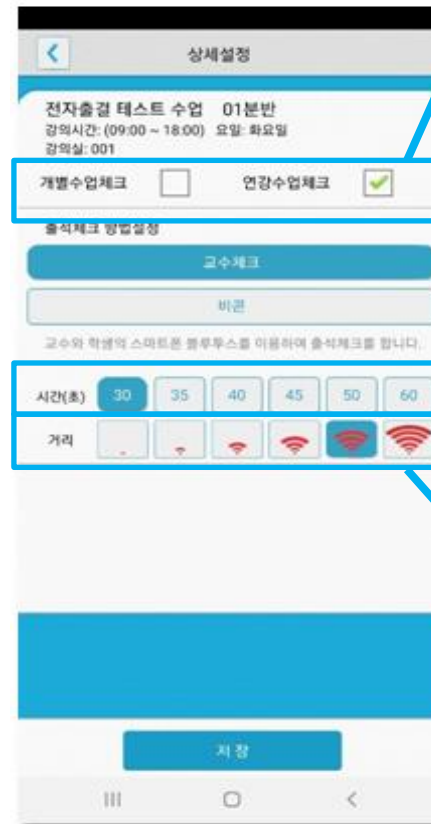 상세설정
전자출결 테스트 수업 01분반
강의시간: (09:00 ~ 18:00) 요일: 화요일
강의실: 001
개별수업체크 연강수업체크
출석체크 방법설정
교수체크
비콘
교수와 학생의 스마트폰 블루투스를 이용하여 출석체크를 합니다.
시간(초) 30 35 40 45 50 60
거리
저장